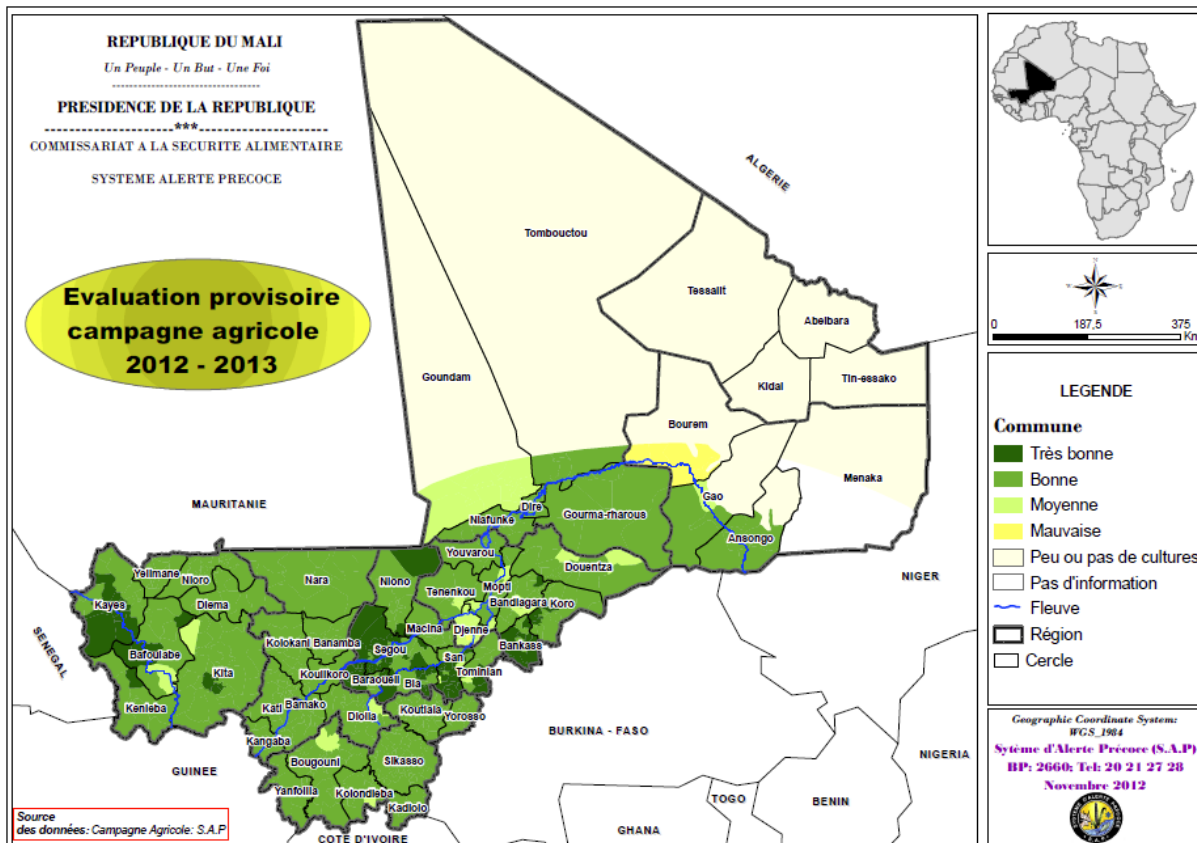 REPUBLIQUE DU MALI
Un Peuple - Un But - Une Foi
----------------------------------
PRESIDENCE DE LA REPUBLIQUE
----------------------***----------------------
COMMISSARIAT A LA SECURITE ALIMENTAIRE
SYSTEME ALERTE PRECOCE
Evaluation provisoire
campagne agricole
2012 - 2013
ALGERIE
Tombouctou
Tessalit
Abeibara
Goundam
Kidal
Tin-essako
Bourem
Menaka
MAURITANIE
Gao
Dire
Niafunke
Gourma-rharous
Ansongo
Youvarou
Douentza
NIGER
Yelimane
Nioro
Nara
Niono
Kayes
Diema
Tenenkou
Mopti
Bandiagara
Koro
Macina
Djenne
Kolokani
Banamba
Segou
Bankass
SENEGAL
Bafoulabe
Kita
Koulikoro
Baraoueli
Bla
San
Tominian
Kenieba
Kati
Bamako
Dioila
Koutiala
Yorosso
Kangaba
BURKINA - FASO
Bougouni
Sikasso
NIGERIA
GUINEE
Yanfolila
Kolondieba
Kadiolo
TOGO
BENIN
GHANA
COTE D'IVOIRE
Source
des données: Campagne Agricole: S.A.P
N
W
E
S
0 187,5 375
Km
LEGENDE
Commune
Très bonne
Bonne
Moyenne
Mauvaise
Peu ou pas de cultures
Pas d'information
Fleuve
Région
Cercle
Geographic Coordinate System:
WGS_1984
Sytème d'Alerte Précoce (S.A.P)
BP: 2660; Tel: 20 21 27 28
Novembre 2012